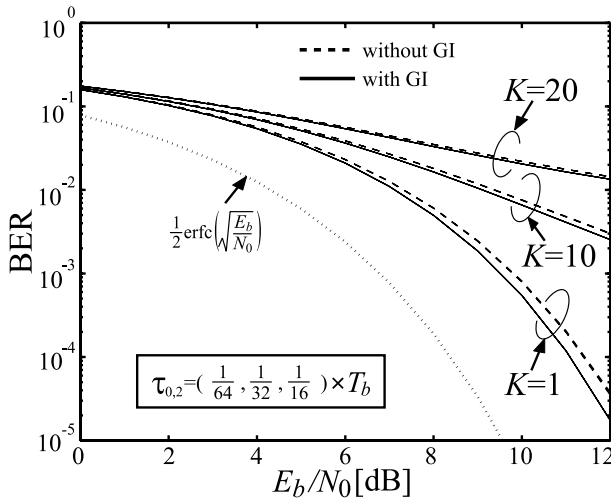 10⁰
without GI
with GI
K=20
10⁻¹
10⁻²
BER
½ erfc(√(E_b/N_0))
K=10
10⁻³
10⁻⁴
τ_{0,2}=( 1/64 , 1/32 , 1/16 )×T_b
K=1
10⁻⁵
0 2 4 6 8 10 12
E_b/N_0 [dB]